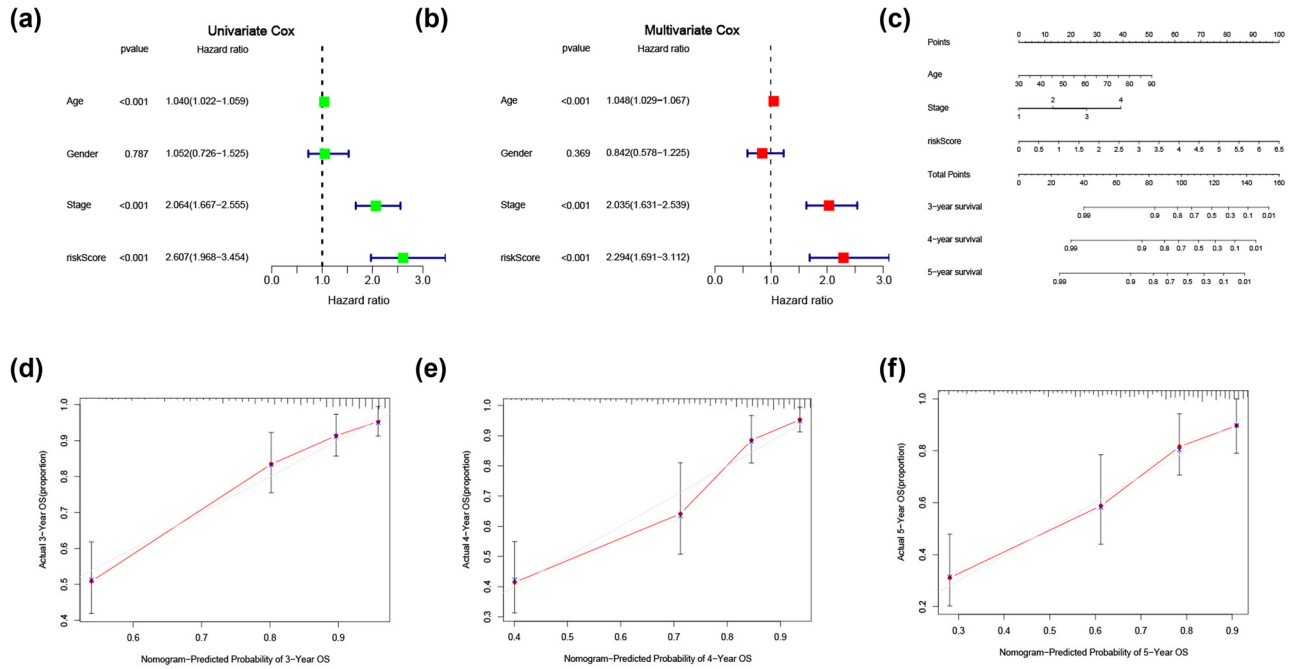 (a)
Univariate Cox
pvalue Hazard ratio
Age <0.001 1.040(1.022−1.059)
Gender 0.787 1.052(0.726−1.525)
Stage <0.001 2.064(1.667−2.555)
riskScore <0.001 2.607(1.968−3.454)
0.0 1.0 2.0 3.0
Hazard ratio
(b)
Multivariate Cox
pvalue Hazard ratio
Age <0.001 1.048(1.029−1.067)
Gender 0.369 0.842(0.578−1.225)
Stage <0.001 2.035(1.631−2.539)
riskScore <0.001 2.294(1.691−3.112)
0.0 1.0 2.0 3.0
Hazard ratio
(c)
Points 0 10 20 30 40 50 60 70 80 90 100
Age
30 40 45 50 55 60 65 70 75 80 85 90
2 4
Stage
1 3
riskScore
0 0.5 1 1.5 2 2.5 3 3.5 4 4.5 5 5.5 6 6.5
Total Points
0 20 40 60 80 100 120 140 160
3−year survival
0.99 0.9 0.8 0.7 0.5 0.3 0.1 0.01
4−year survival
0.99 0.9 0.8 0.7 0.5 0.3 0.1 0.01
5−year survival
0.99 0.9 0.8 0.7 0.5 0.3 0.1 0.01
(d)
Actual 3−Year OS(proportion)
1.0
0.9
0.8
0.7
0.6
0.5
0.4
0.6 0.7 0.8 0.9
Nomogram−Predicted Probability of 3−Year OS
(e)
Actual 4−Year OS(proportion)
1.0
0.9
0.8
0.7
0.6
0.5
0.4
0.3
0.4 0.5 0.6 0.7 0.8 0.9
Nomogram−Predicted Probability of 4−Year OS
(f)
Actual 5−Year OS(proportion)
1.0
0.8
0.6
0.4
0.2
0.3 0.4 0.5 0.6 0.7 0.8 0.9
Nomogram−Predicted Probability of 5−Year OS